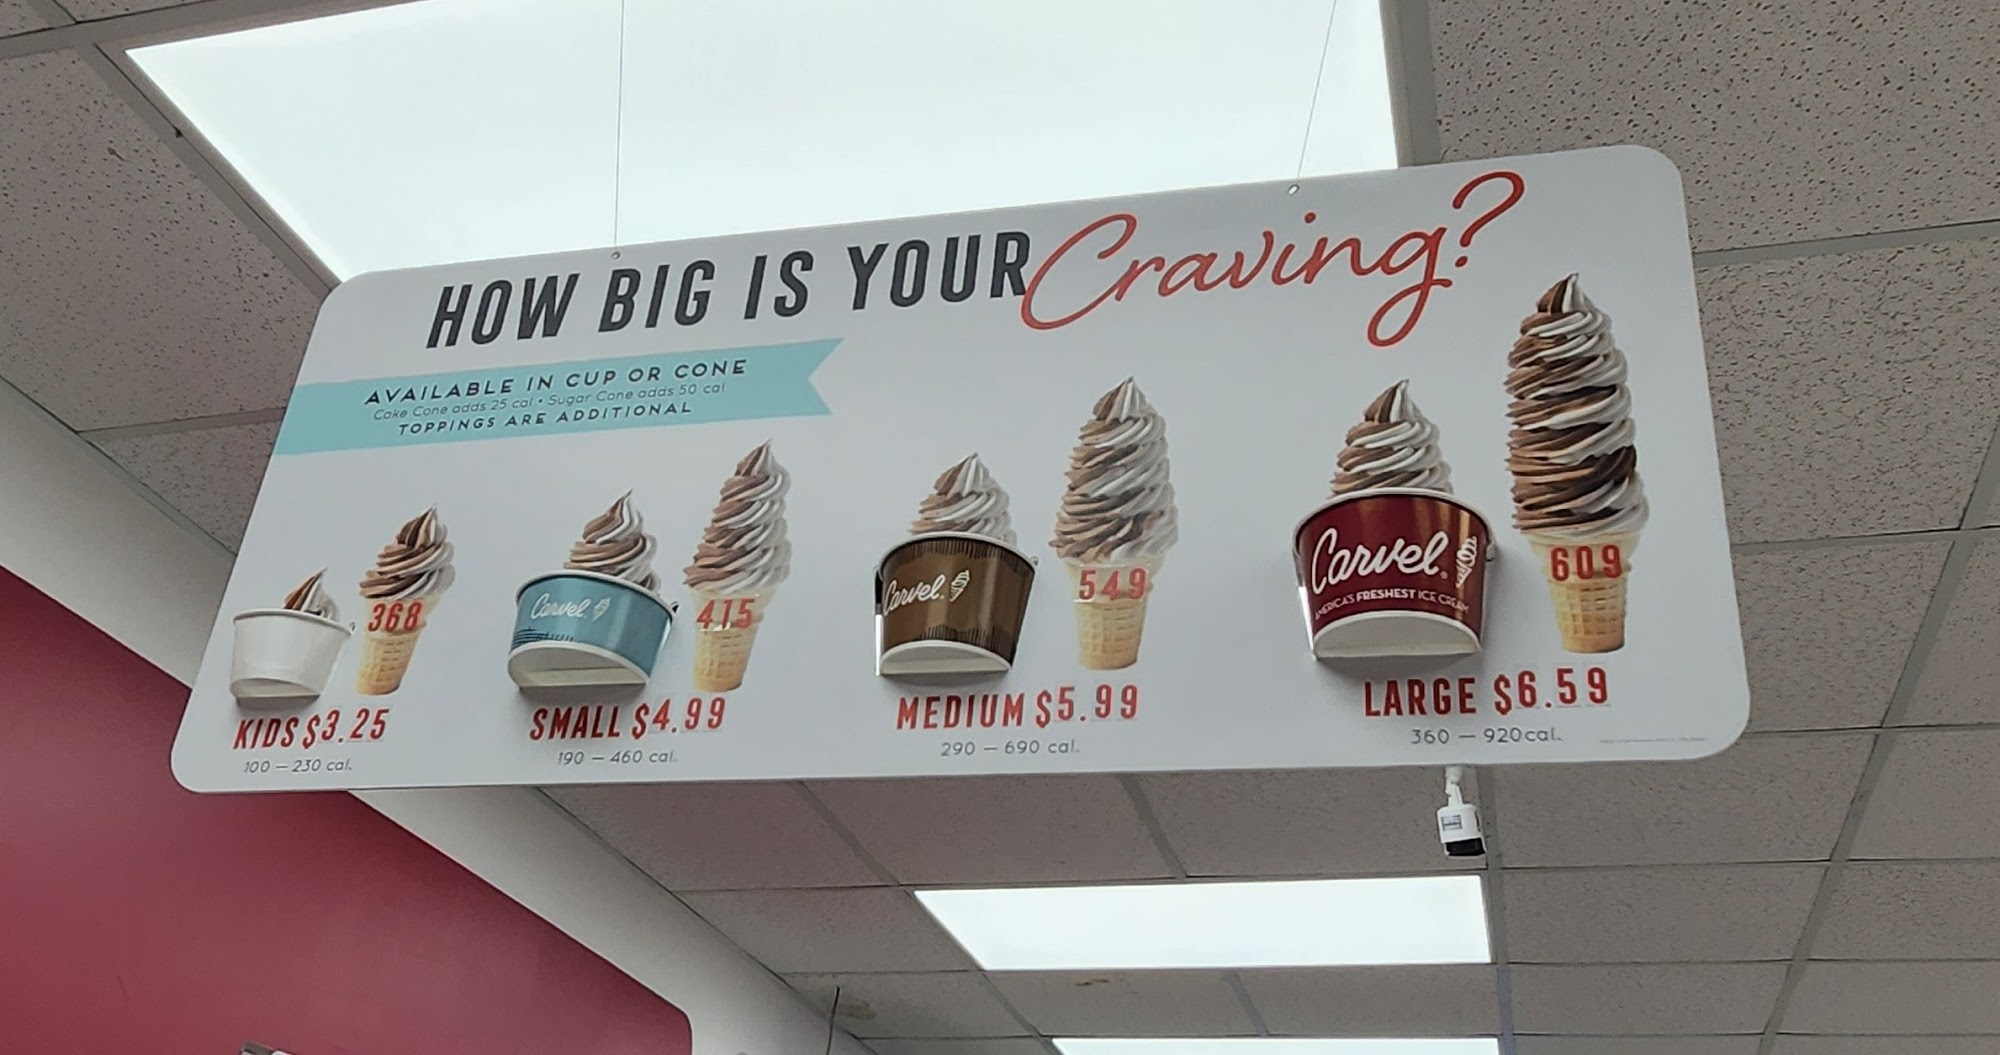 HOW BIG IS YOUR Craving?
AVAILABLE IN CUP OR CONE
Cake Cone adds 25 cal • Sugar Cone adds 50 cal
TOPPINGS ARE ADDITIONAL
368
415
549
609
Carvel
Carvel
Carvel
AMERICA'S FRESHEST ICE CREAM
KIDS $3.25
100 – 230 cal.
SMALL $4.99
190 – 460 cal.
MEDIUM $5.99
290 – 690 cal.
LARGE $6.59
360 – 920 cal.